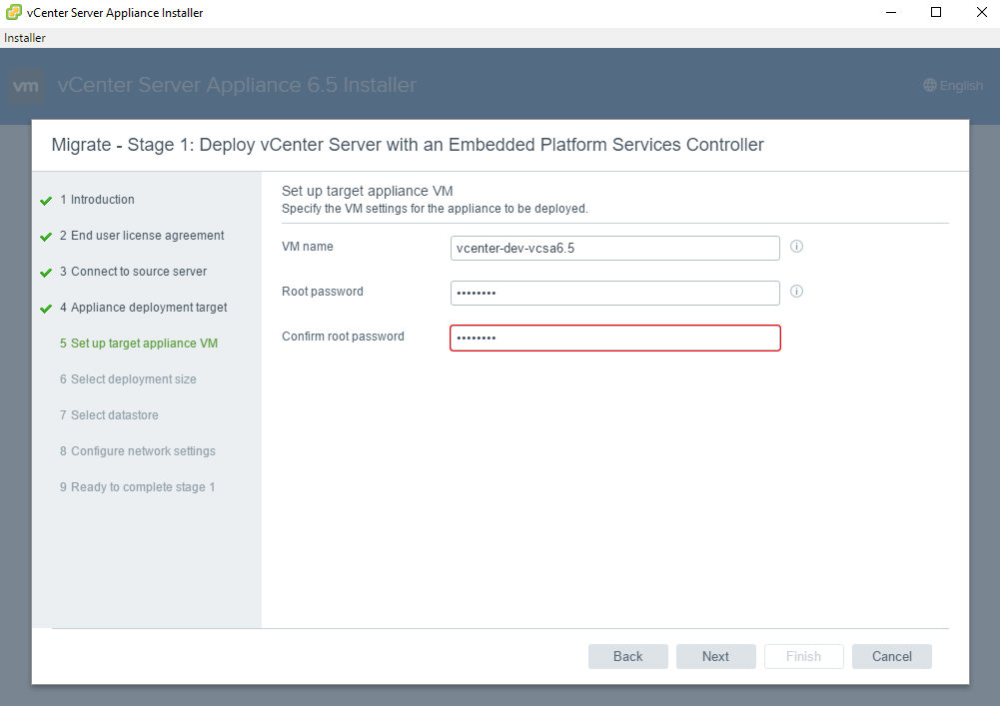 vCenter Server Appliance Installer
Installer
vm vCenter Server Appliance 6.5 Installer English
Migrate - Stage 1: Deploy vCenter Server with an Embedded Platform Services Controller
1 Introduction
2 End user license agreement
3 Connect to source server
4 Appliance deployment target
5 Set up target appliance VM
6 Select deployment size
7 Select datastore
8 Configure network settings
9 Ready to complete stage 1
Set up target appliance VM
Specify the VM settings for the appliance to be deployed.
VM name vcenter-dev-vcsa6.5
Root password ••••••••
Confirm root password ••••••••
Back Next Finish Cancel